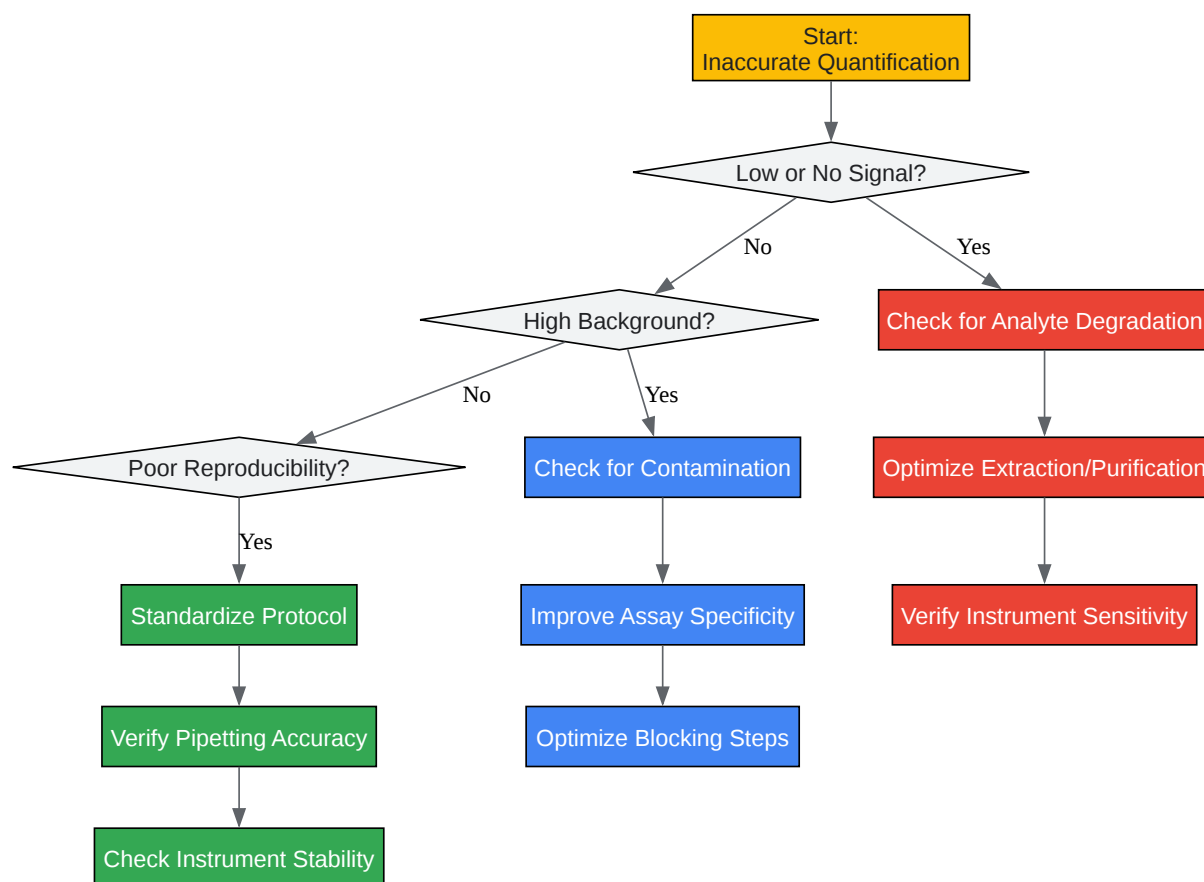 Start:
Inaccurate Quantification
Low or No Signal?
No
Yes
High Background?
Check for Analyte Degradation
No
Yes
Poor Reproducibility?
Check for Contamination
Optimize Extraction/Purification
Yes
Standardize Protocol
Improve Assay Specificity
Verify Instrument Sensitivity
Verify Pipetting Accuracy
Optimize Blocking Steps
Check Instrument Stability